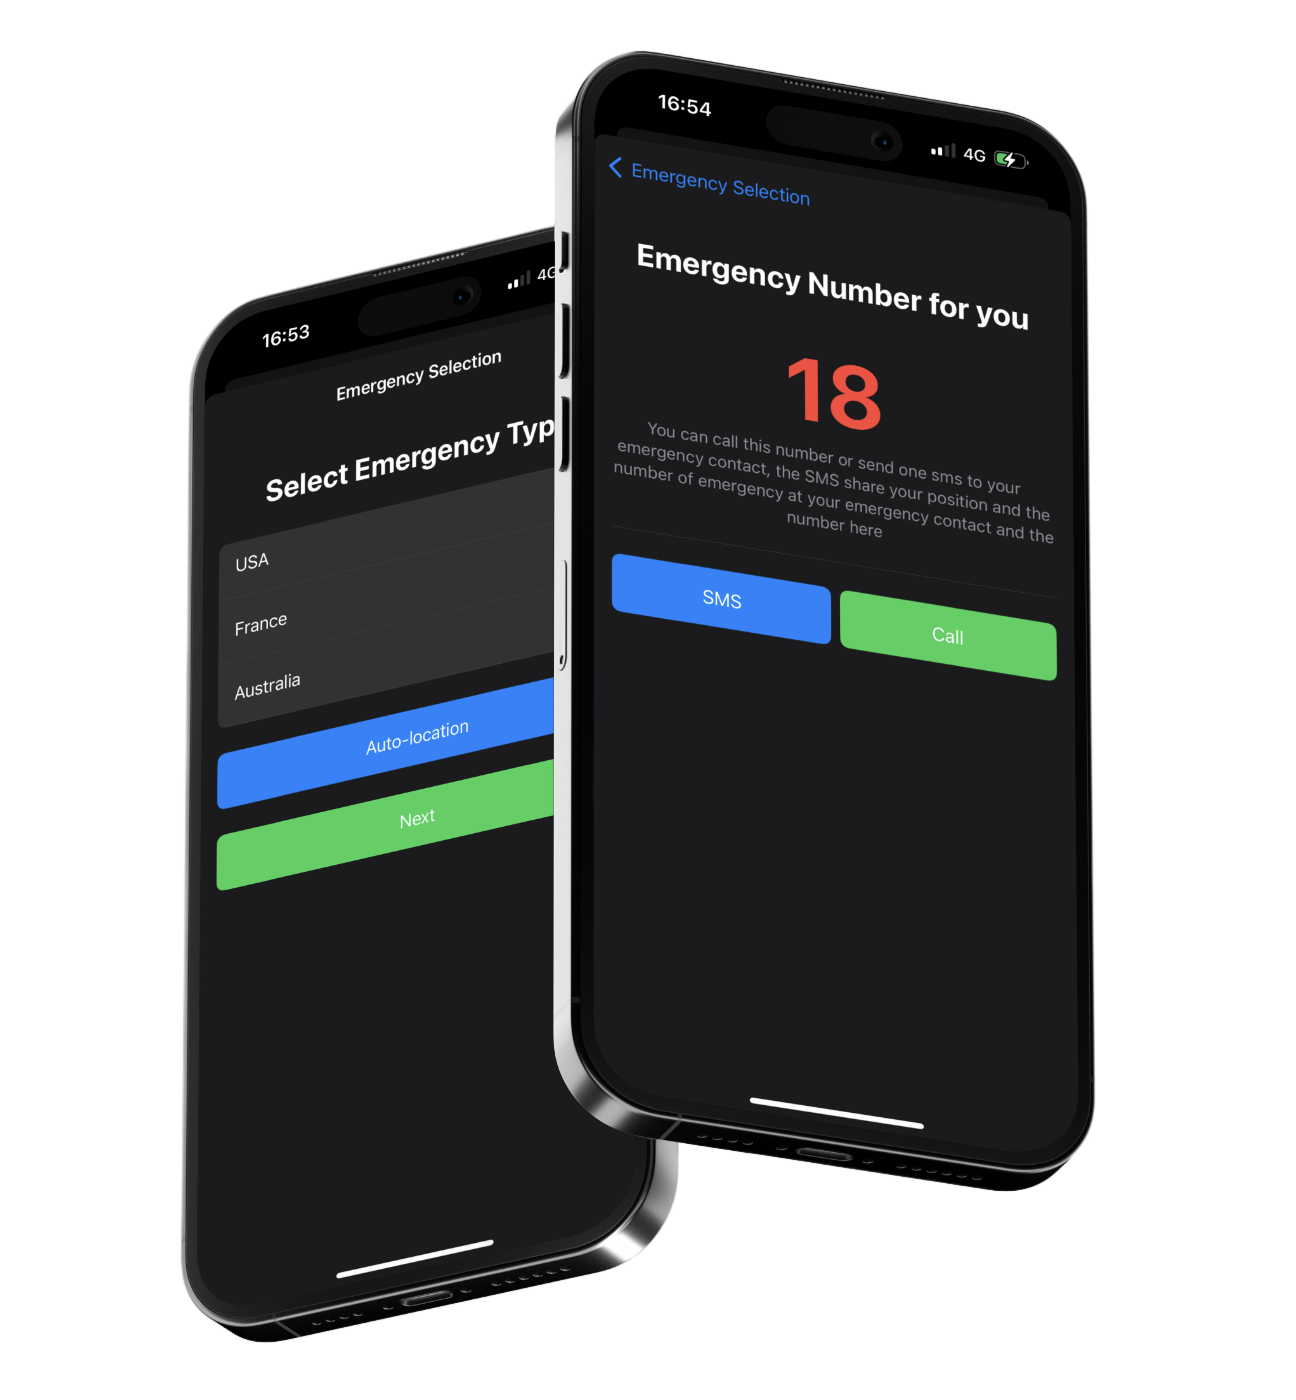 16:53
4G
Emergency Selection
Select Emergency Typ
USA
France
Australia
Auto-location
Next
16:54
4G
Emergency Selection
Emergency Number for you
18
You can call this number or send one sms to your
emergency contact, the SMS share your position and the
number of emergency at your emergency contact and the
number here
SMS
Call